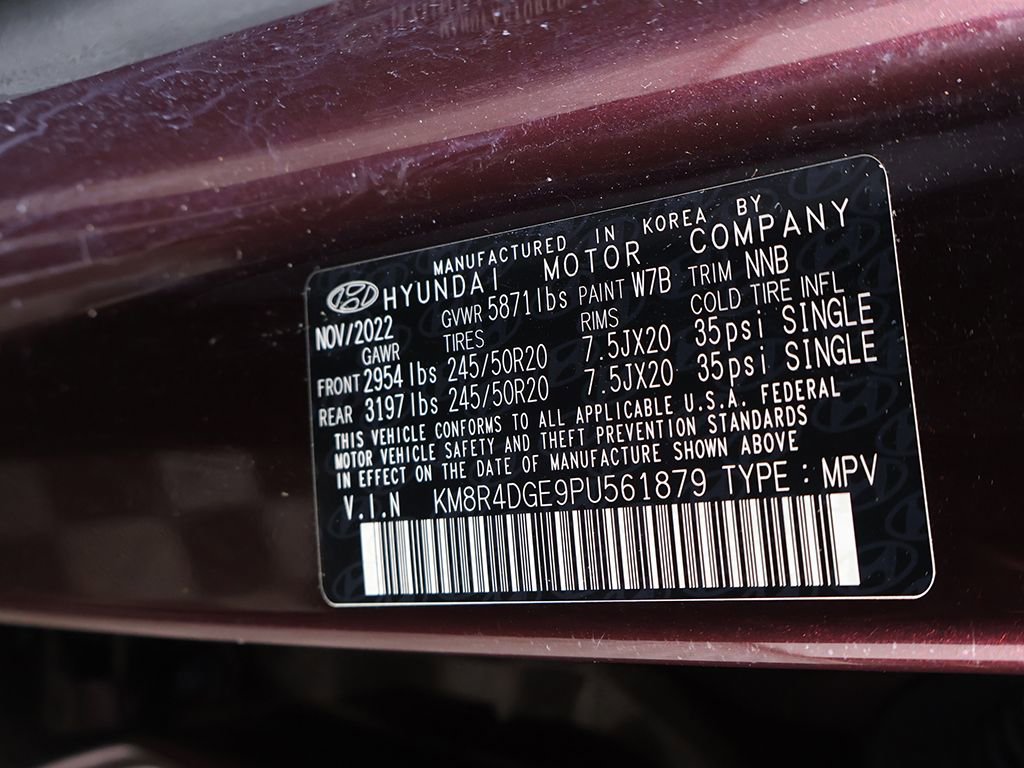 MANUFACTURED IN KOREA BY
HYUNDAI MOTOR COMPANY
NOV/2022 GVWR 5871lbs PAINT W7B TRIM NNB
GAWR TIRES RIMS COLD TIRE INFL
FRONT 2954lbs 245/50R20 7.5JX20 35psi SINGLE
REAR 3197lbs 245/50R20 7.5JX20 35psi SINGLE
THIS VEHICLE CONFORMS TO ALL APPLICABLE U.S.A. FEDERAL
MOTOR VEHICLE SAFETY AND THEFT PREVENTION STANDARDS
IN EFFECT ON THE DATE OF MANUFACTURE SHOWN ABOVE
V.I.N KM8R4DGE9PU561879 TYPE : MPV